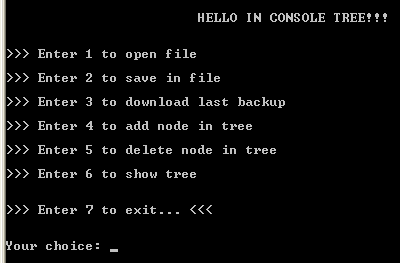 HELLO IN CONSOLE TREE!!!
>>> Enter 1 to open file
>>> Enter 2 to save in file
>>> Enter 3 to download last backup
>>> Enter 4 to add node in tree
>>> Enter 5 to delete node in tree
>>> Enter 6 to show tree
>>> Enter 7 to exit... <<<
Your choice: _